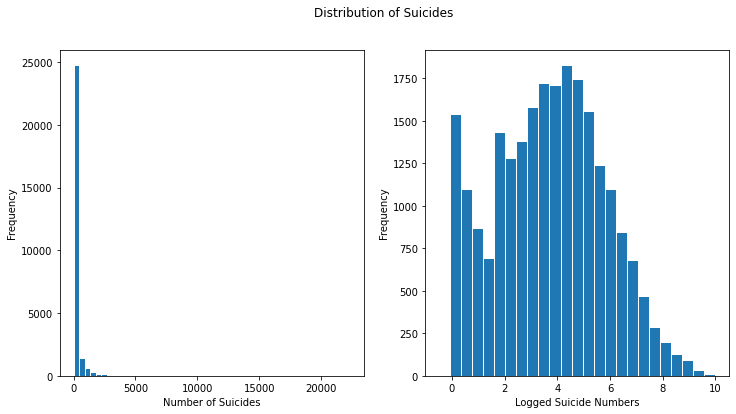 Distribution of Suicides
25000
20000
15000
10000
5000
0
Frequency
0 5000 10000 15000 20000
Number of Suicides
1750
1500
1250
1000
750
500
250
0
Frequency
0 2 4 6 8 10
Logged Suicide Numbers